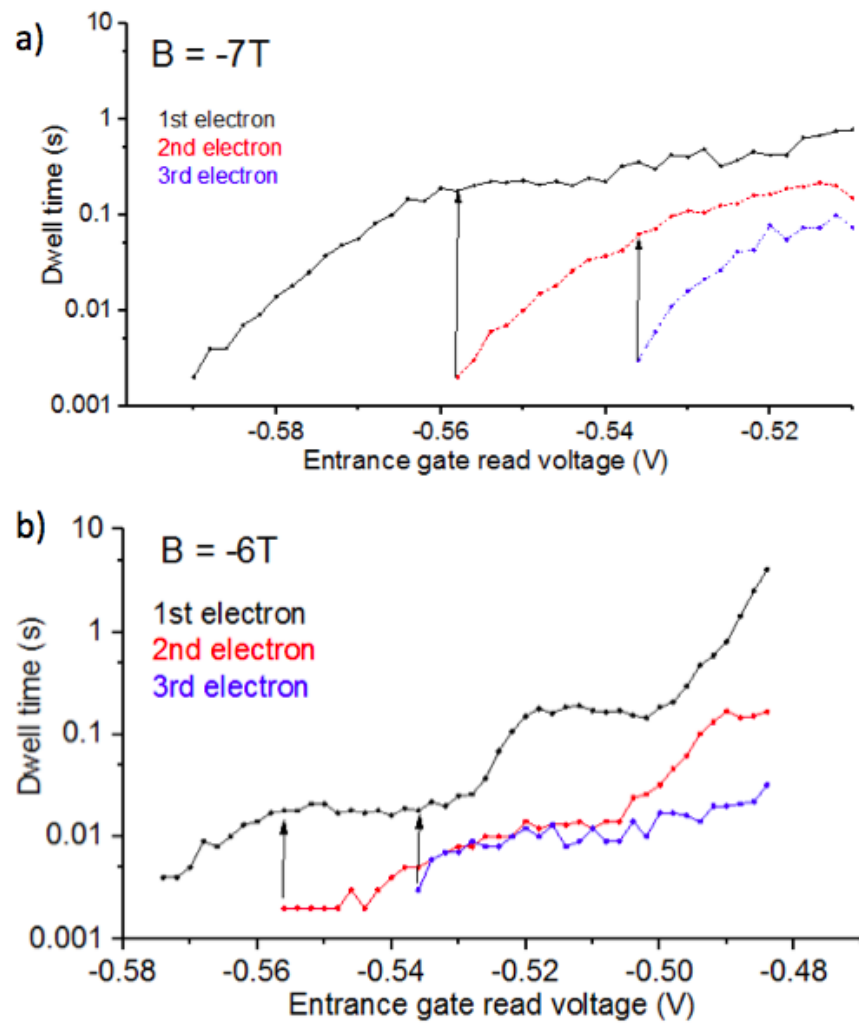 a)
B = -7T
1st electron
2nd electron
3rd electron
Dwell time (s)
10
1
0.1
0.01
0.001
-0.58
-0.56
-0.54
-0.52
Entrance gate read voltage (V)
b)
B = -6T
1st electron
2nd electron
3rd electron
Dwell time (s)
10
1
0.1
0.01
0.001
-0.58
-0.56
-0.54
-0.52
-0.50
-0.48
Entrance gate read voltage (V)